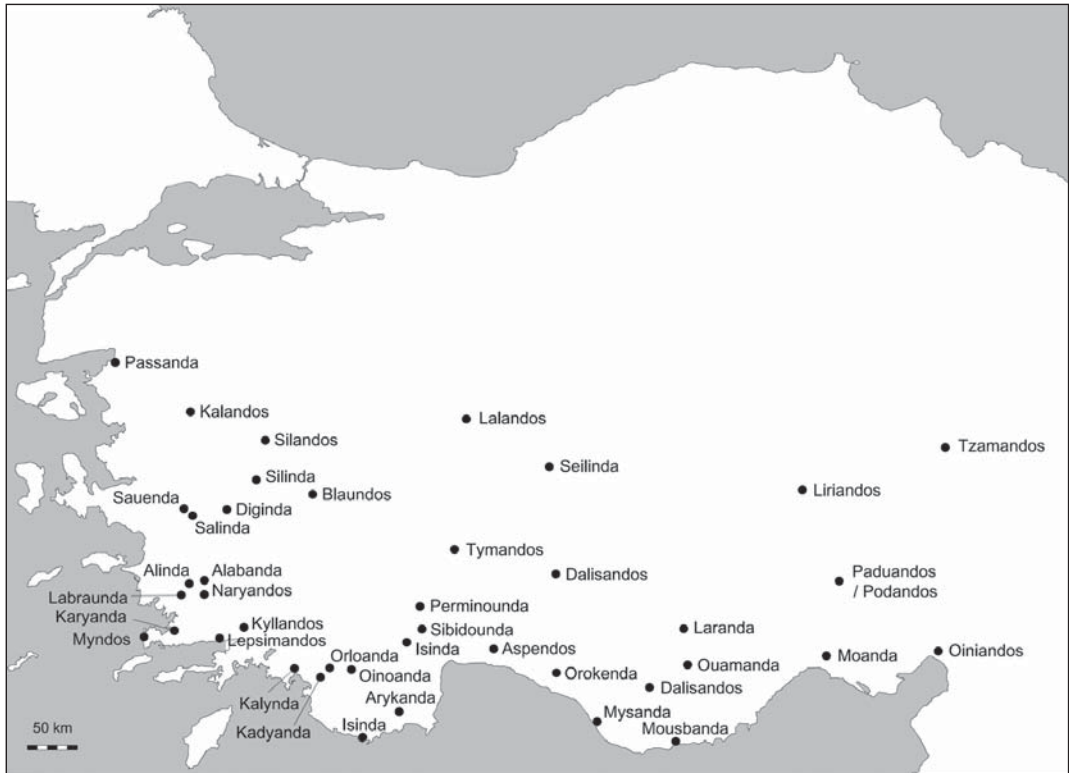 Passanda
Kalandos
Lalandos
Silandos
Tzamandos
Seilinda
Silinda
Liriandos
Blaundos
Sauenda
Diginda
Salinda
Tymandos
Alinda
Alabanda
Dalisandos
Paduandos
/ Podandos
Labraunda
Naryandos
Perminounda
Karyanda
Kyllandos
Sibidounda
Laranda
Myndos
Lepsimandos
Isinda
Aspendos
Moanda
Oiniandos
Orloanda
Ouamanda
Oinoanda
Orokenda
Dalisandos
Kalynda
Arykanda
Kadyanda
Isinda
Mysanda
Mousbanda
50 km